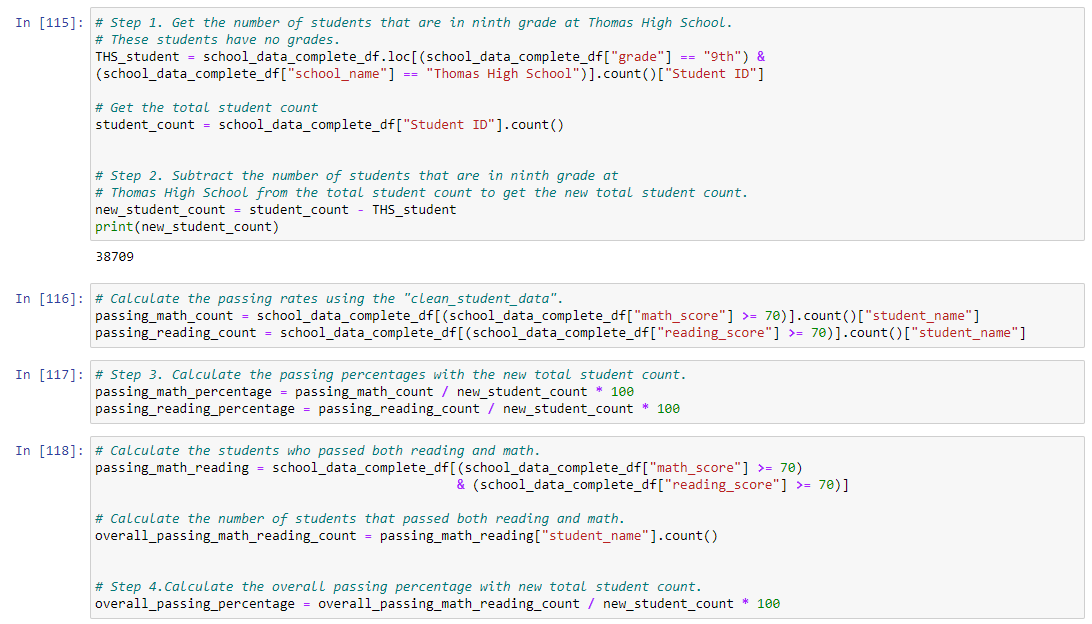 In [115]: # Step 1. Get the number of students that are in ninth grade at Thomas High School.
# These students have no grades.
THS_student = school_data_complete_df.loc[(school_data_complete_df["grade"] == "9th") &
(school_data_complete_df["school_name"] == "Thomas High School")].count()["Student ID"]
# Get the total student count
student_count = school_data_complete_df["Student ID"].count()
# Step 2. Subtract the number of students that are in ninth grade at
# Thomas High School from the total student count to get the new total student count.
new_student_count = student_count - THS_student
print(new_student_count)
38709
In [116]: # Calculate the passing rates using the "clean_student_data".
passing_math_count = school_data_complete_df[(school_data_complete_df["math_score"] >= 70)].count()["student_name"]
passing_reading_count = school_data_complete_df[(school_data_complete_df["reading_score"] >= 70)].count()["student_name"]
In [117]: # Step 3. Calculate the passing percentages with the new total student count.
passing_math_percentage = passing_math_count / new_student_count * 100
passing_reading_percentage = passing_reading_count / new_student_count * 100
In [118]: # Calculate the students who passed both reading and math.
passing_math_reading = school_data_complete_df[(school_data_complete_df["math_score"] >= 70)
& (school_data_complete_df["reading_score"] >= 70)]
# Calculate the number of students that passed both reading and math.
overall_passing_math_reading_count = passing_math_reading["student_name"].count()
# Step 4.Calculate the overall passing percentage with new total student count.
overall_passing_percentage = overall_passing_math_reading_count / new_student_count * 100